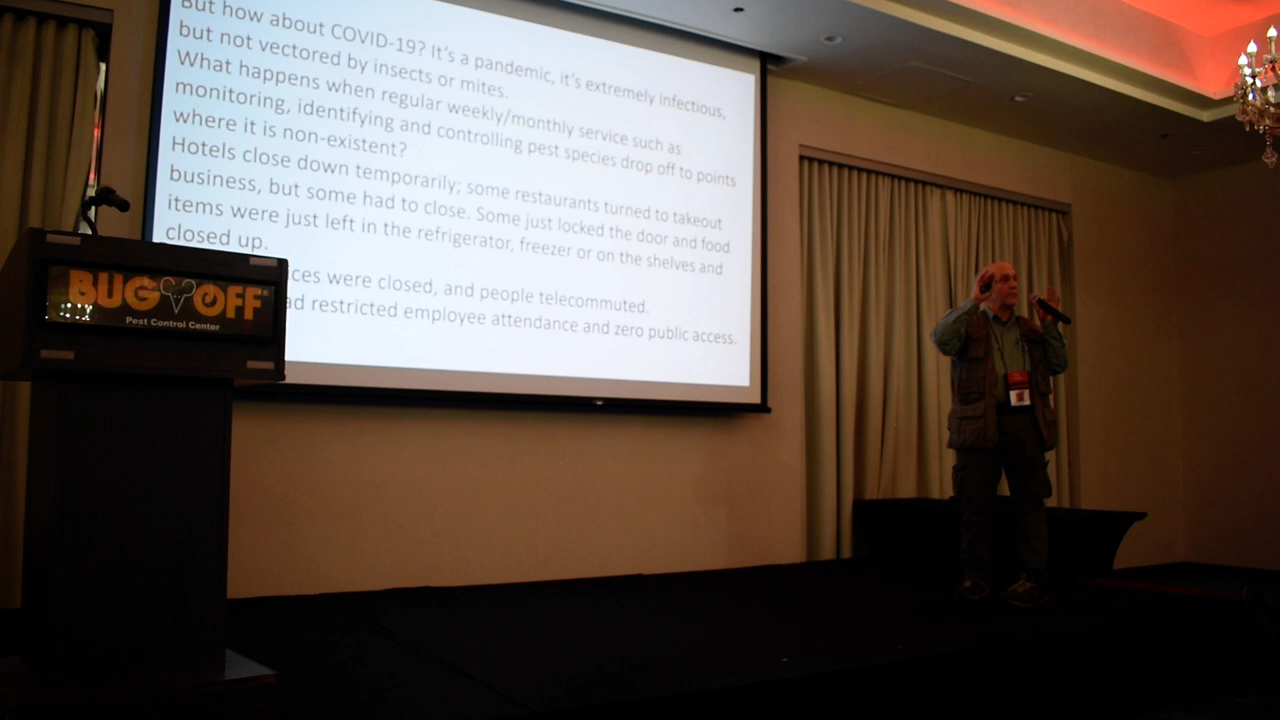 But how about COVID-19? It's a pandemic, it's extremely infectious,
but not vectored by insects or mites.
What happens when regular weekly/monthly service such as
monitoring, identifying and controlling pest species drop off to points
where it is non-existent?
Hotels close down temporarily; some restaurants turned to takeout
business, but some had to close. Some just locked the door and food
items were just left in the refrigerator, freezer or on the shelves and
closed up.
were closed, and people telecommuted.
restricted employee attendance and zero public access.
BUG OFF
Pest Control Center